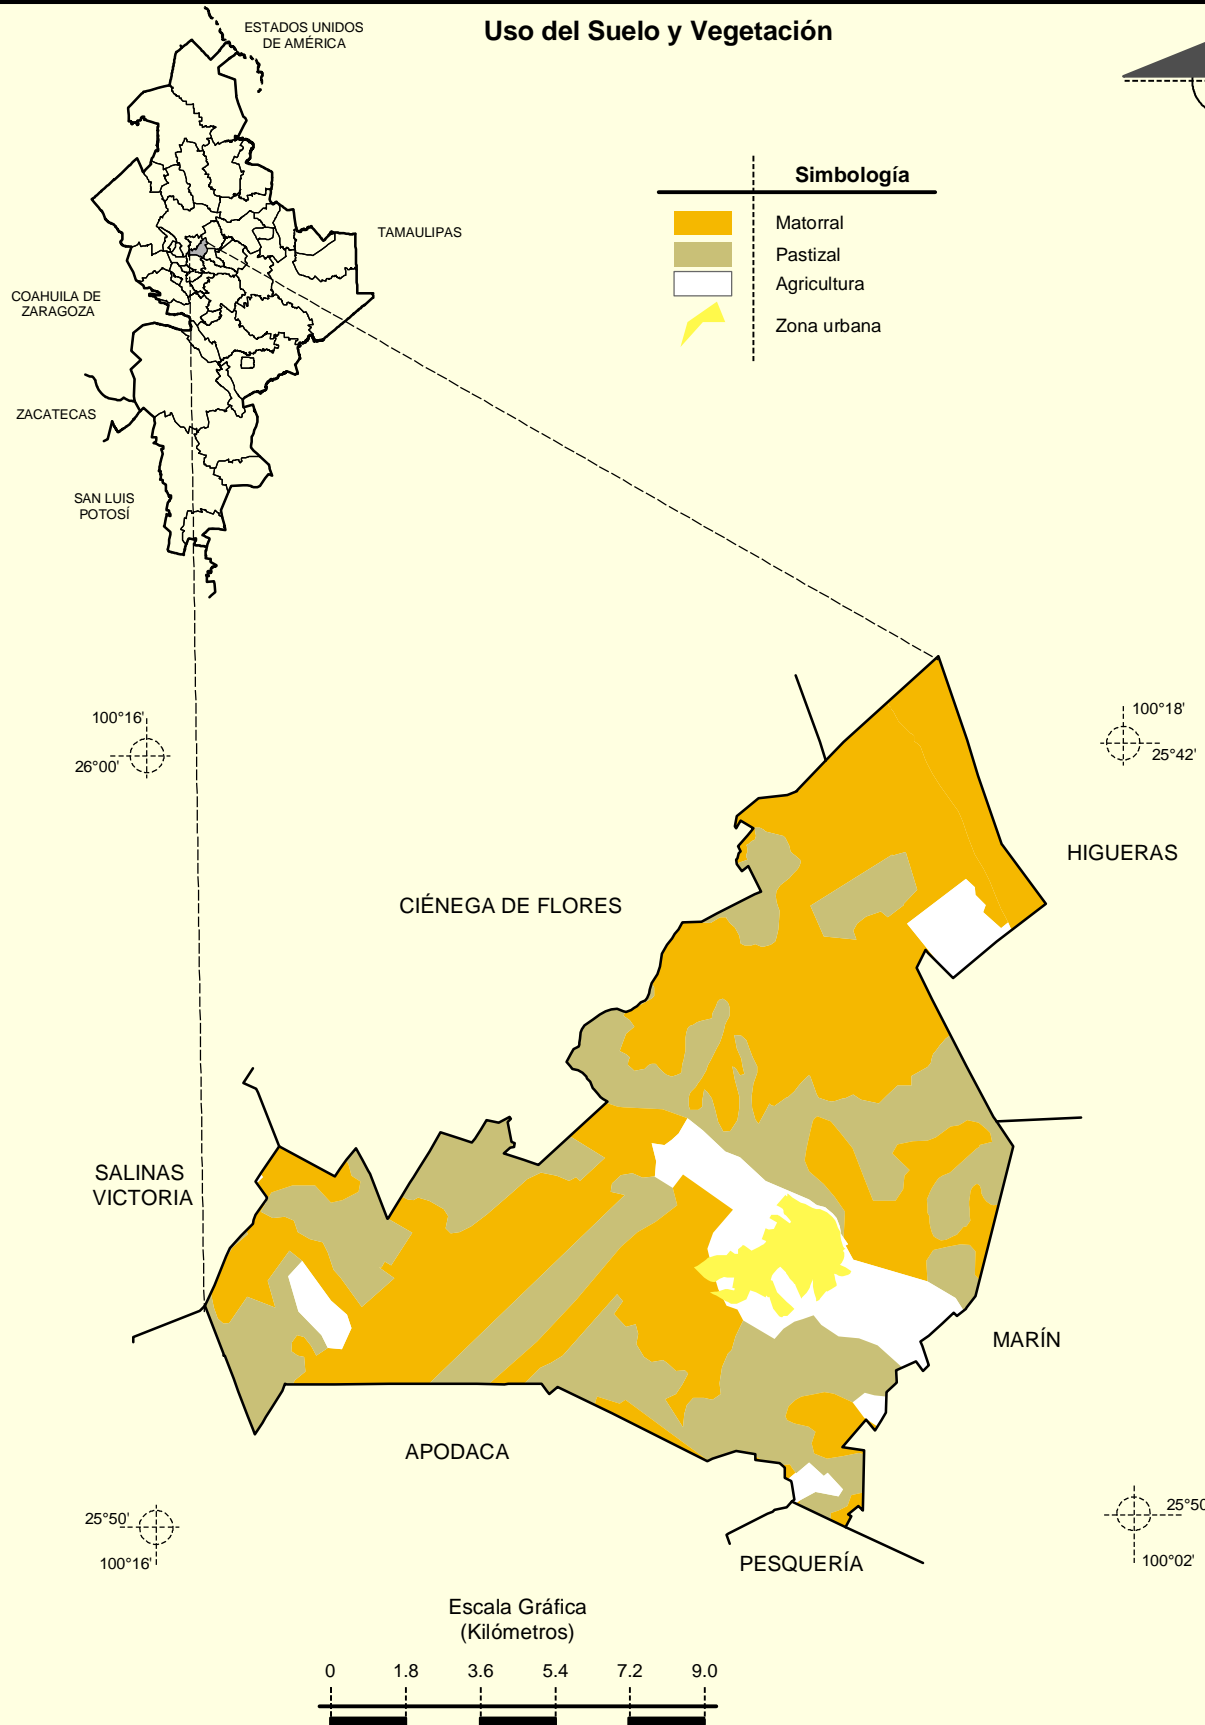 Uso del Suelo y Vegetación
ESTADOS UNIDOS
DE AMÉRICA
TAMAULIPAS
COAHUILA DE
ZARAGOZA
ZACATECAS
SAN LUIS
POTOSÍ
Simbología
Matorral
Pastizal
Agricultura
Zona urbana
100°16'
26°00'
100°18'
25°42'
HIGUERAS
CIÉNEGA DE FLORES
SALINAS
VICTORIA
MARÍN
APODACA
PESQUERÍA
25°50'
100°16'
25°50
100°02'
Escala Gráfica
(Kilómetros)
0 1.8 3.6 5.4 7.2 9.0